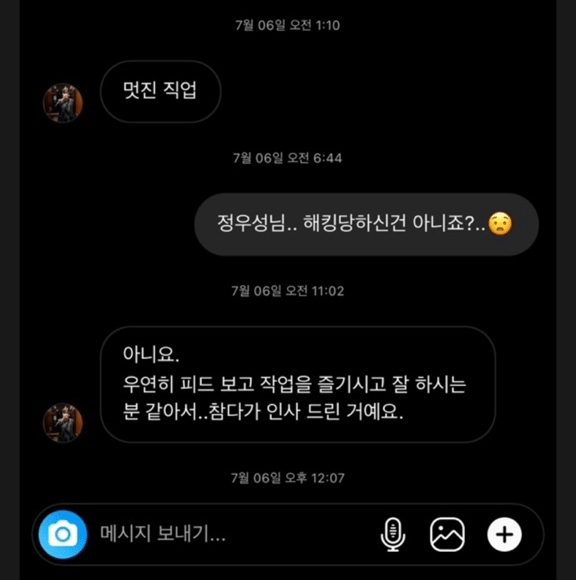 7월 06일 오전 1:10
멋진 직업
7월 06일 오전 6:44
정우성님.. 해킹당하신건 아니죠?..😟
7월 06일 오전 11:02
아니요.
우연히 피드 보고 작업을 즐기시고 잘 하시는
분 같아서..참다가 인사 드린 거예요.
7월 06일 오후 12:07
메시지 보내기...